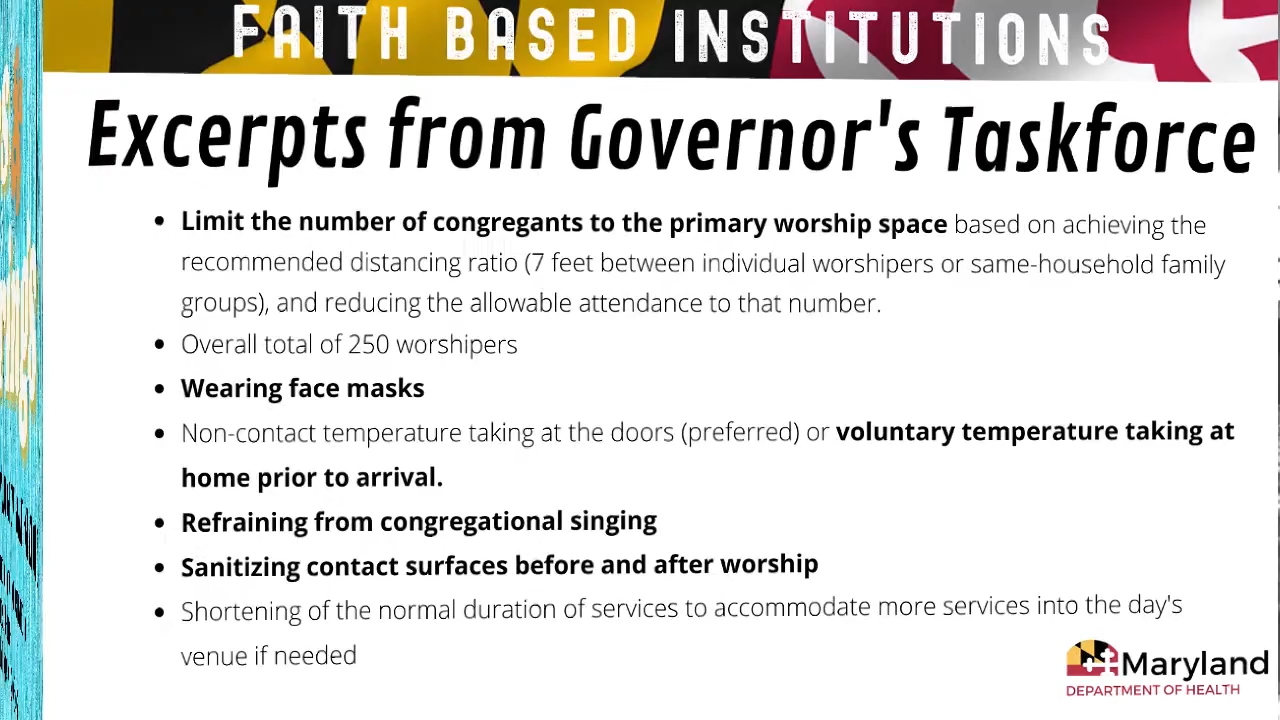 FAITH BASED INSTITUTIONS
Excerpts from Governor's Taskforce
• Limit the number of congregants to the primary worship space based on achieving the
recommended distancing ratio (7 feet between individual worshipers or same-household family
groups), and reducing the allowable attendance to that number.
• Overall total of 250 worshipers
• Wearing face masks
• Non-contact temperature taking at the doors (preferred) or voluntary temperature taking at
home prior to arrival.
• Refraining from congregational singing
• Sanitizing contact surfaces before and after worship
• Shortening of the normal duration of services to accommodate more services into the day's
venue if needed
Maryland
DEPARTMENT OF HEALTH